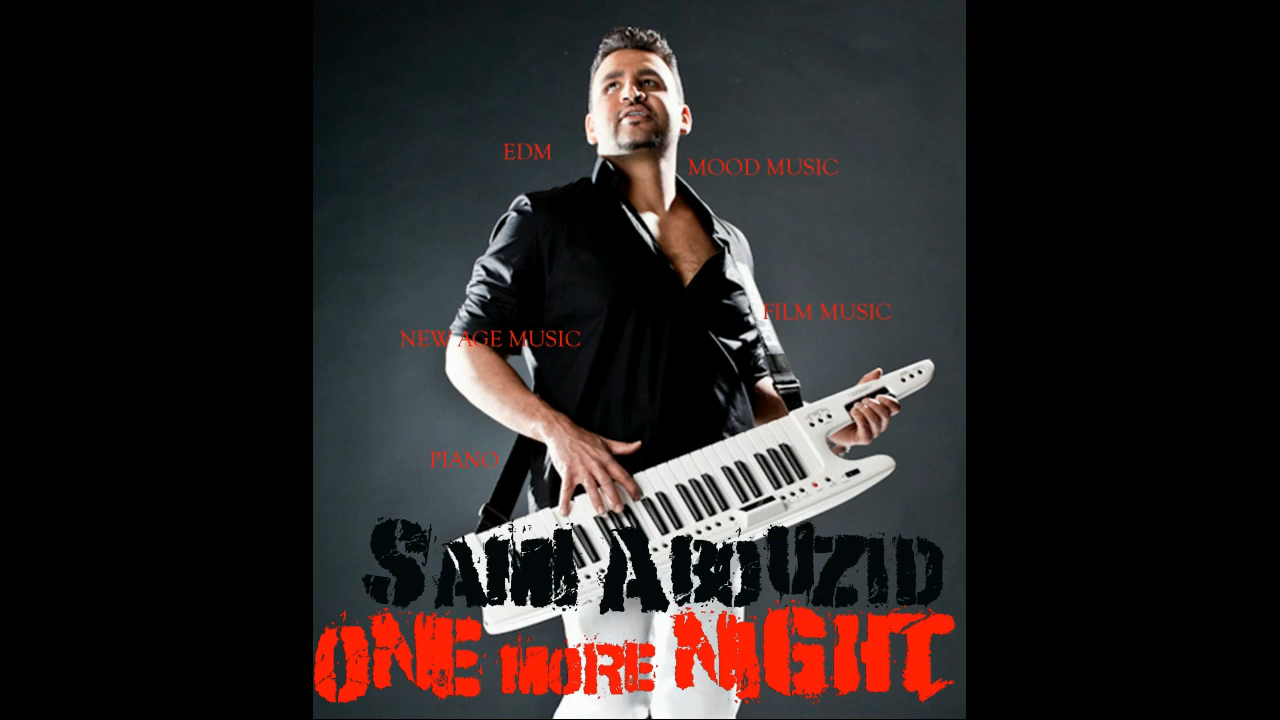 EDM
MOOD MUSIC
FILM MUSIC
NEW AGE MUSIC
PIANO
SAMI ABOUZID
ONE MORE NIGHT